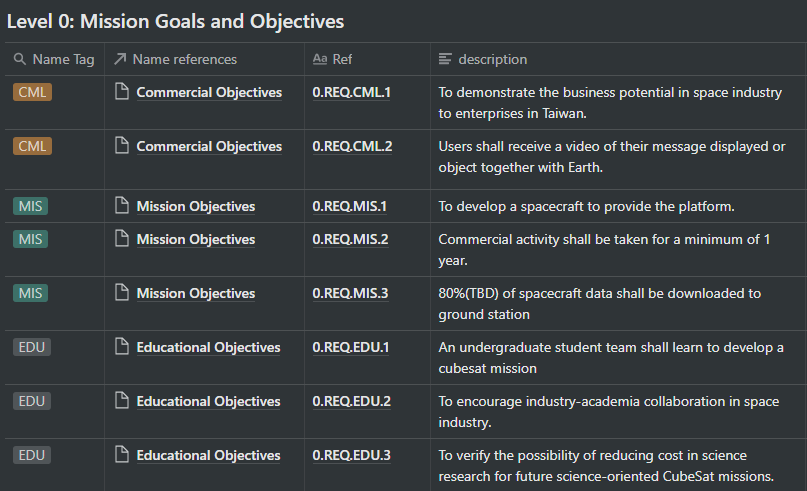 Level 0: Mission Goals and Objectives
Name Tag Name references Aa Ref description
CML Commercial Objectives 0.REQ.CML.1 To demonstrate the business potential in space industry
to enterprises in Taiwan.
CML Commercial Objectives 0.REQ.CML.2 Users shall receive a video of their message displayed or
object together with Earth.
MIS Mission Objectives 0.REQ.MIS.1 To develop a spacecraft to provide the platform.
MIS Mission Objectives 0.REQ.MIS.2 Commercial activity shall be taken for a minimum of 1
year.
MIS Mission Objectives 0.REQ.MIS.3 80%(TBD) of spacecraft data shall be downloaded to
ground station
EDU Educational Objectives 0.REQ.EDU.1 An undergraduate student team shall learn to develop a
cubesat mission
EDU Educational Objectives 0.REQ.EDU.2 To encourage industry-academia collaboration in space
industry.
EDU Educational Objectives 0.REQ.EDU.3 To verify the possibility of reducing cost in science
research for future science-oriented CubeSat missions.